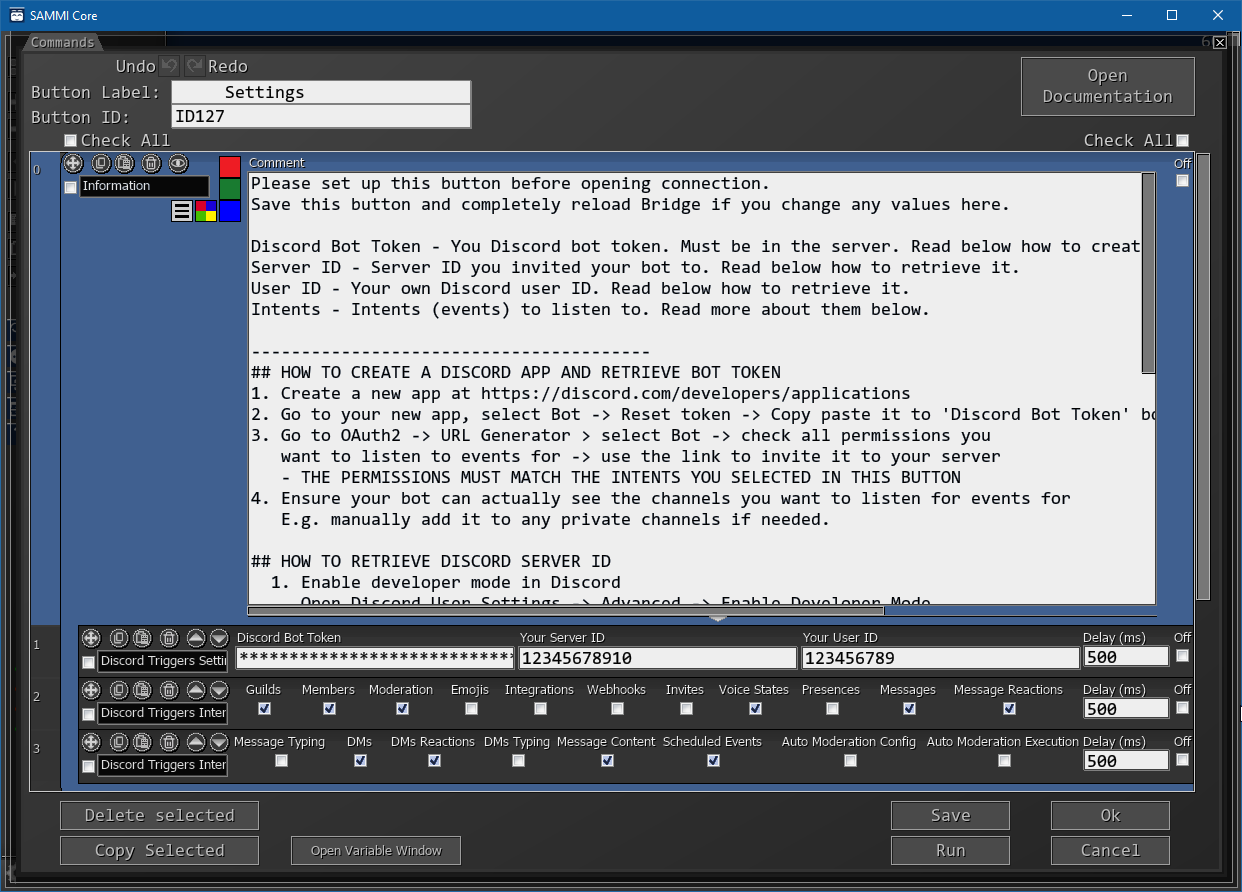 SAMMI Core
Commands
Undo Redo
Button Label: Settings
Button ID: ID127
Open
Documentation
Check All
Check All
0
Comment
Off
Information
Please set up this button before opening connection.
Save this button and completely reload Bridge if you change any values here.
Discord Bot Token - You Discord bot token. Must be in the server. Read below how to creat
Server ID - Server ID you invited your bot to. Read below how to retrieve it.
User ID - Your own Discord user ID. Read below how to retrieve it.
Intents - Intents (events) to listen to. Read more about them below.
----------------------------------------
## HOW TO CREATE A DISCORD APP AND RETRIEVE BOT TOKEN
1. Create a new app at https://discord.com/developers/applications
2. Go to your new app, select Bot -> Reset token -> Copy paste it to 'Discord Bot Token' bo
3. Go to OAuth2 -> URL Generator > select Bot -> check all permissions you
want to listen to events for -> use the link to invite it to your server
- THE PERMISSIONS MUST MATCH THE INTENTS YOU SELECTED IN THIS BUTTON
4. Ensure your bot can actually see the channels you want to listen for events for
E.g. manually add it to any private channels if needed.
## HOW TO RETRIEVE DISCORD SERVER ID
1. Enable developer mode in Discord
Open Discord User Settings -> Advanced -> Enable Developer Mode
1
Discord Bot Token Your Server ID Your User ID Delay (ms) Off
Discord Triggers Setti **************************** 12345678910 123456789 500
2
Guilds Members Moderation Emojis Integrations Webhooks Invites Voice States Presences Messages Message Reactions Delay (ms) Off
Discord Triggers Inter 500
3
Message Typing DMs DMs Reactions DMs Typing Message Content Scheduled Events Auto Moderation Config Auto Moderation Execution Delay (ms) Off
Discord Triggers Inter 500
Delete selected Save Ok
Copy Selected Open Variable Window Run Cancel